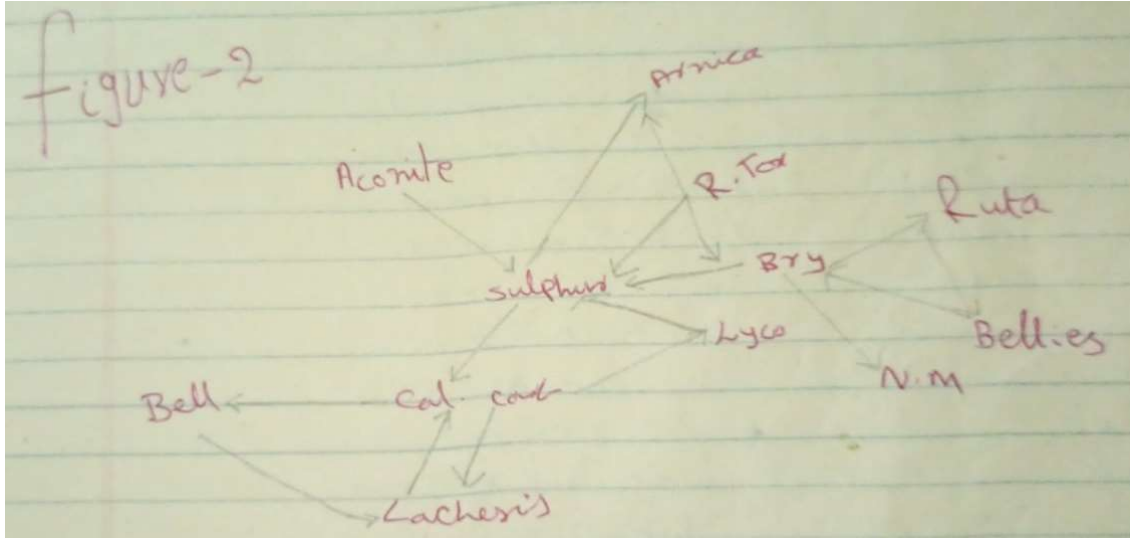 Figure-2
Arnica
Aconite
R. Tox
Ruta
Bry
Sulphur
Lyco
Bell.es
N.M
Bell
Cal. carb
Lachesis